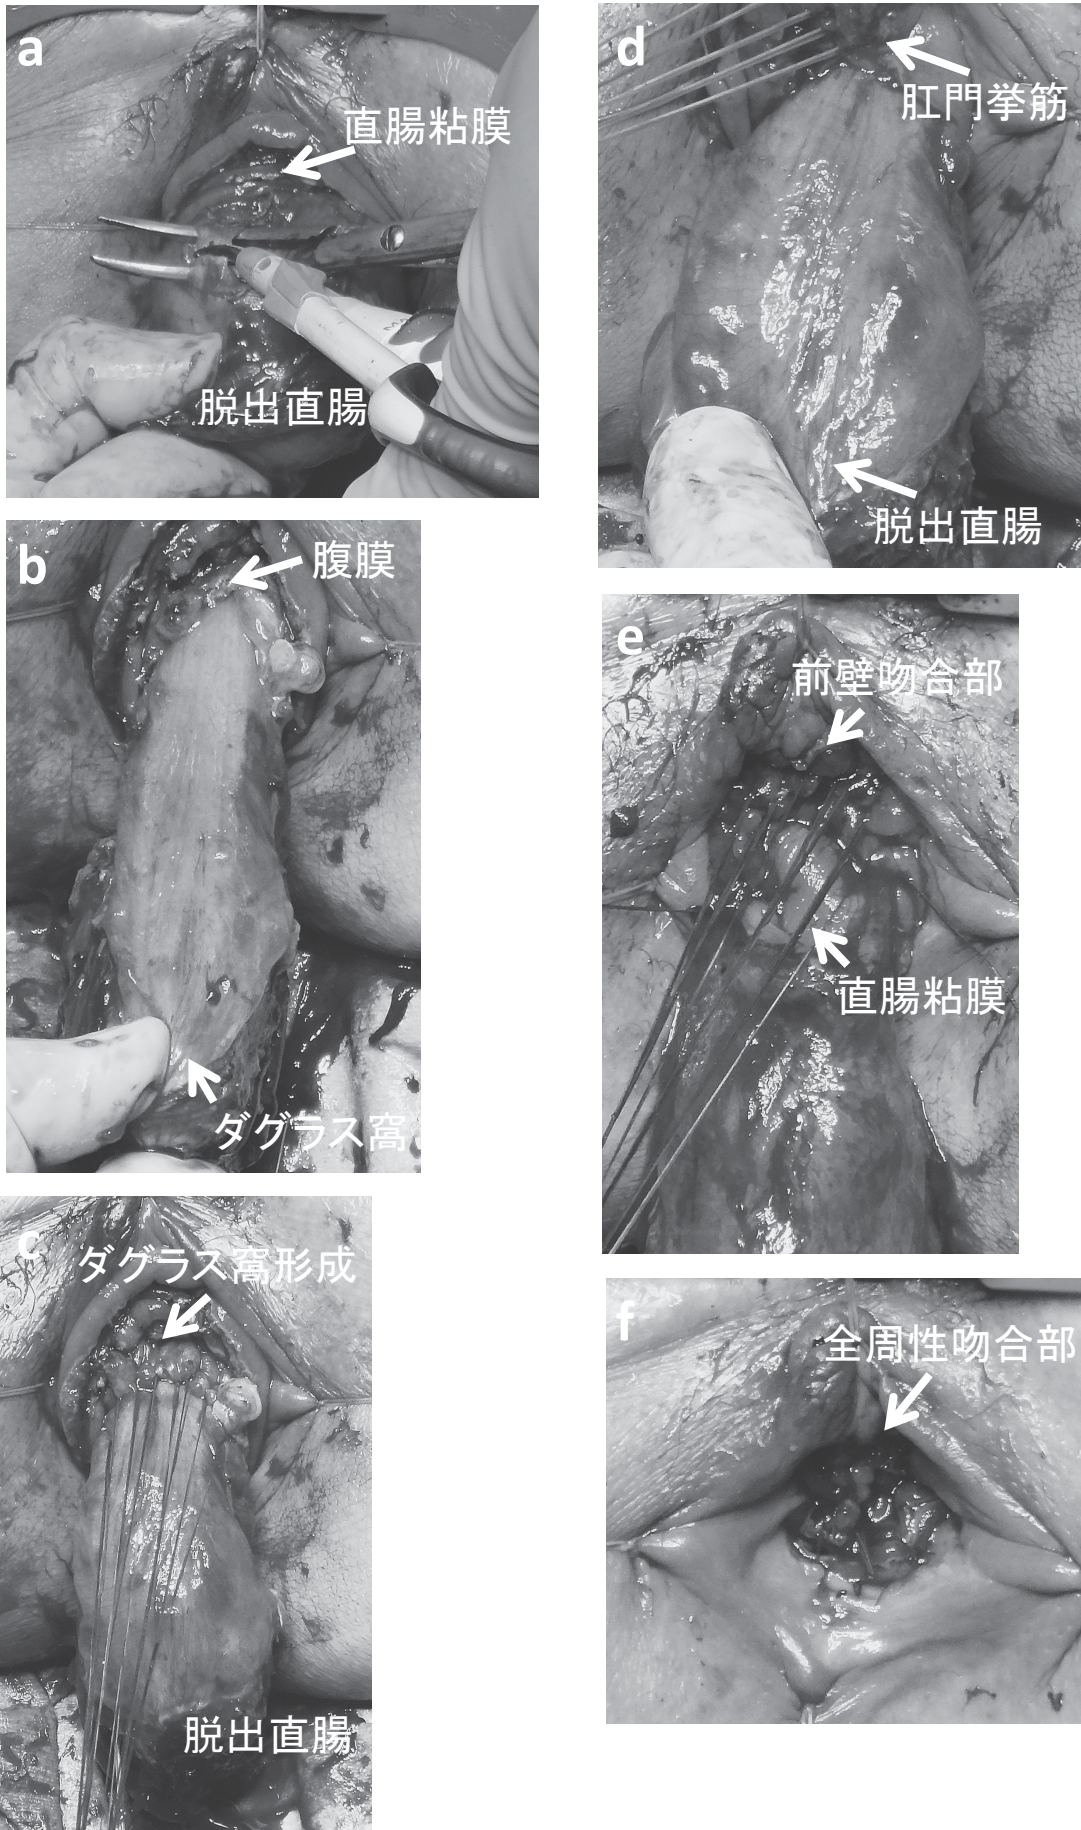 a
直腸粘膜
脱出直腸
b
腹膜
ダグラス窩
c
ダグラス窩形成
脱出直腸
d
肛門挙筋
脱出直腸
e
前壁吻合部
直腸粘膜
f
全周性吻合部